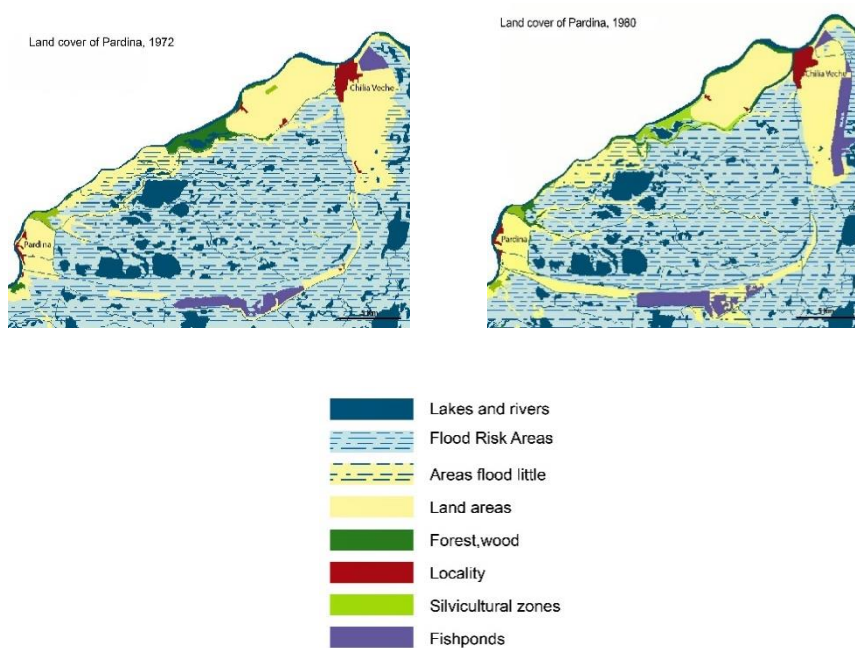 Land cover of Pardina, 1972
Chilia Veche
Pardina
Land cover of Pardina, 1980
Chilia Veche
Pardina
Lakes and rivers
Flood Risk Areas
Areas flood little
Land areas
Forest,wood
Locality
Silvicultural zones
Fishponds